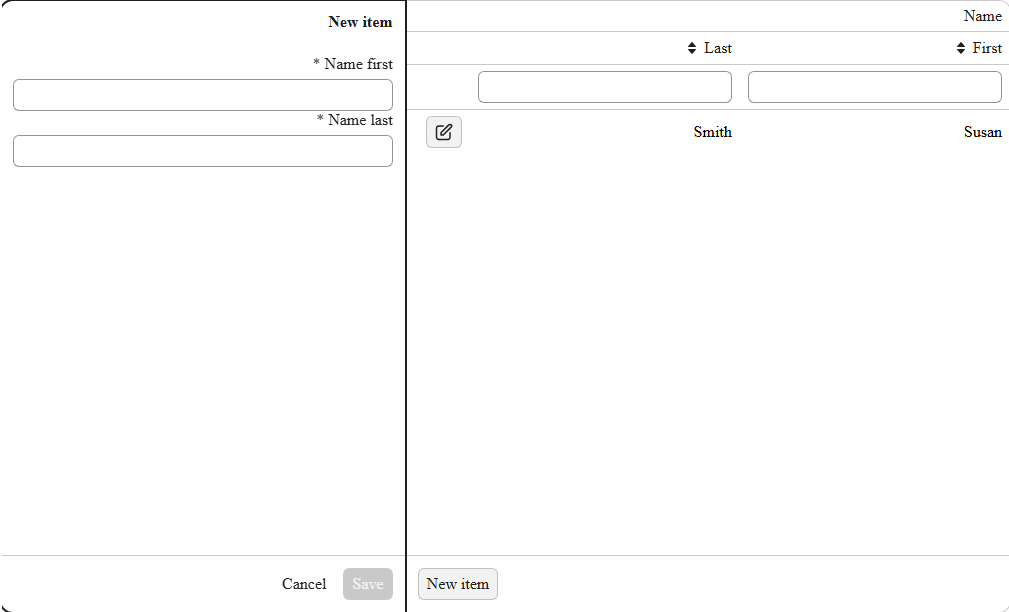 New item
* Name first
* Name last
Cancel Save
Name
Last First
Smith Susan
New item